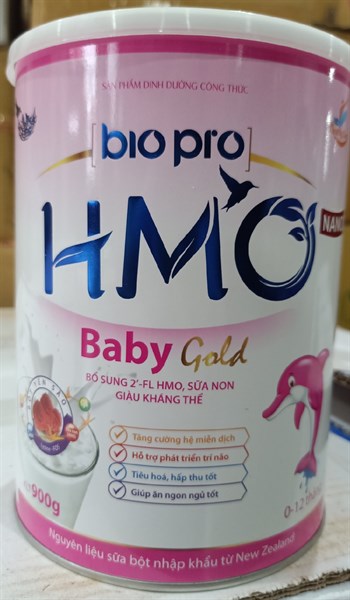 SẢN PHẨM DINH DƯỠNG CÔNG THỨC
bio pro
HMO
Baby Gold
BỔ SUNG 2'-FL HMO, SỮA NON
GIÀU KHÁNG THỂ
YẾN SÀO
Tăng cường hệ miễn dịch
Hỗ trợ phát triển trí não
Tiêu hoá, hấp thu tốt
Giúp ăn ngon ngủ tốt
900g
0-12
Nguyên liệu sữa bột nhập khẩu từ New Zealand